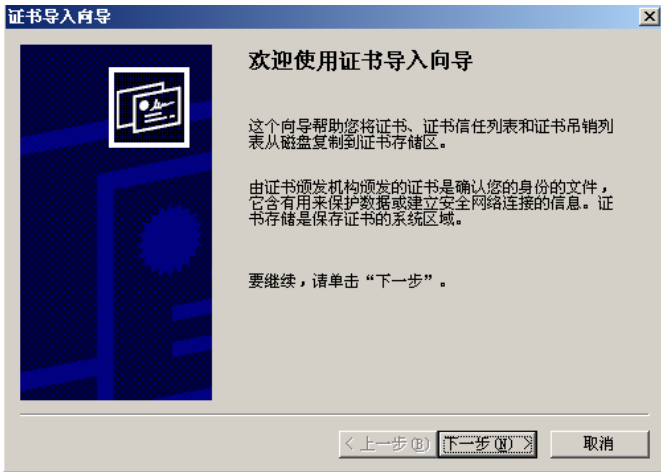 证书导入向导
欢迎使用证书导入向导
这个向导帮助您将证书、证书信任列表和证书吊销列
表从磁盘复制到证书存储区。
由证书颁发机构颁发的证书是确认您的身份的文件，
它含有用来保护数据或建立安全网络连接的信息。证
书存储是保存证书的系统区域。
要继续，请单击“下一步”。
< 上一步(B)
下一步(N) >
取消